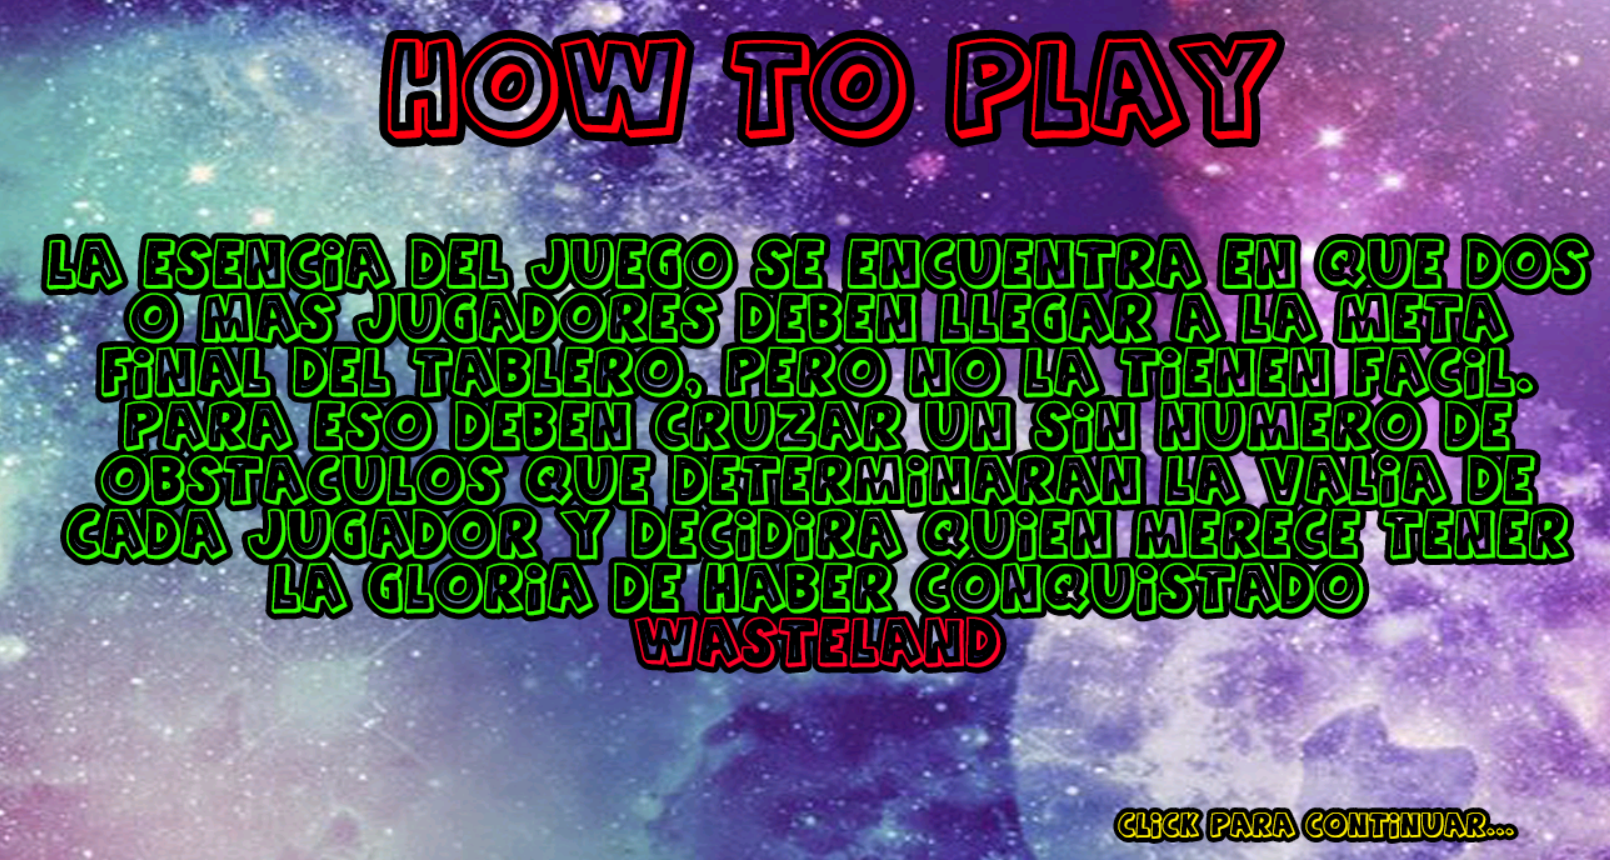 HOW TO PLAY
LA ESENCiA DEL JUEGO SE ENCUENTRA EN QUE DOS
O MAS JUGADORES DEBEN LLEGAR A LA META
FiNAL DEL TABLERO, PERO NO LA TiENEN FACiL.
PARA ESO DEBEN CRUZAR UN SiN NUMERO DE
OBSTACULOS QUE DETERMiNARAN LA VALiA DE
CADA JUGADOR Y DECiDiRA QUiEN MERECE TENER
LA GLORiA DE HABER CONQUiSTADO
WASTELAND
CLiCK PARA CONTiNUAR...